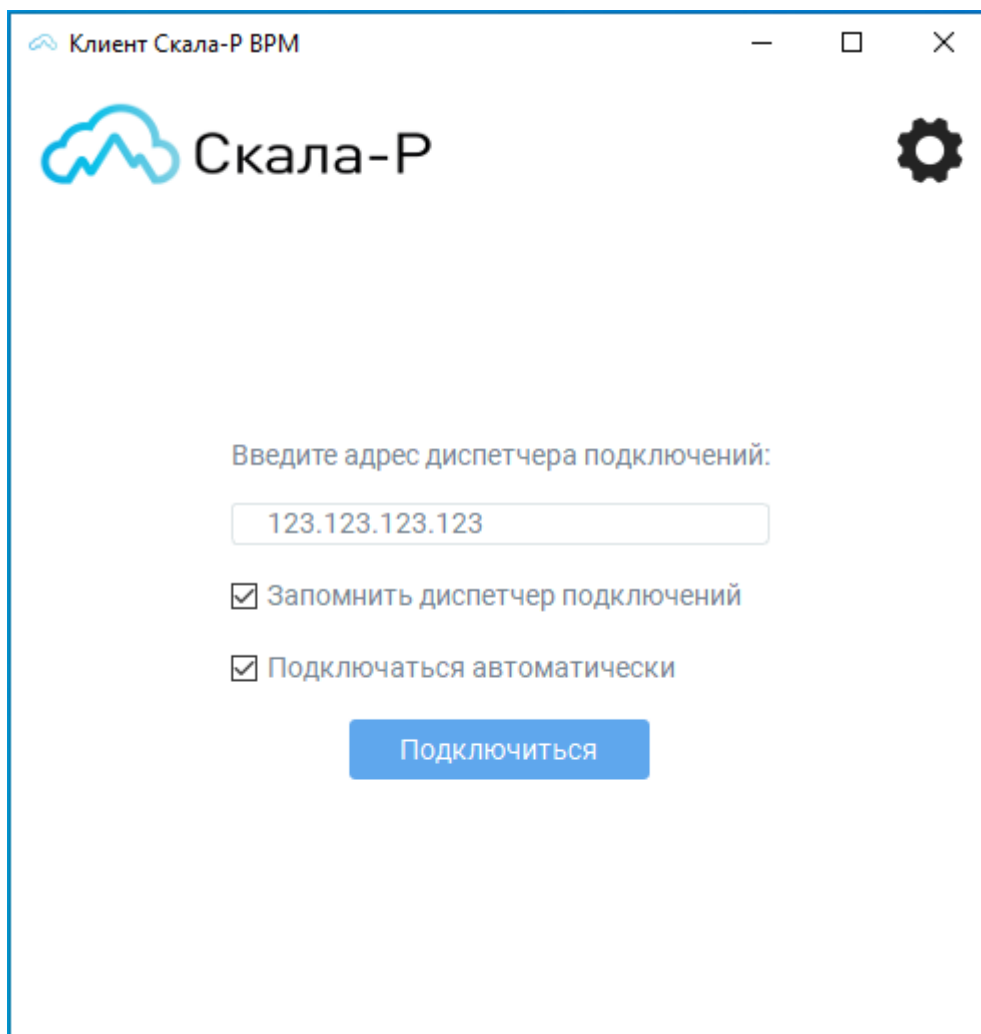 Клиент Скала-Р ВРМ
Скала-Р
Введите адрес диспетчера подключений:
123.123.123.123
Запомнить диспетчер подключений
Подключаться автоматически
Подключиться